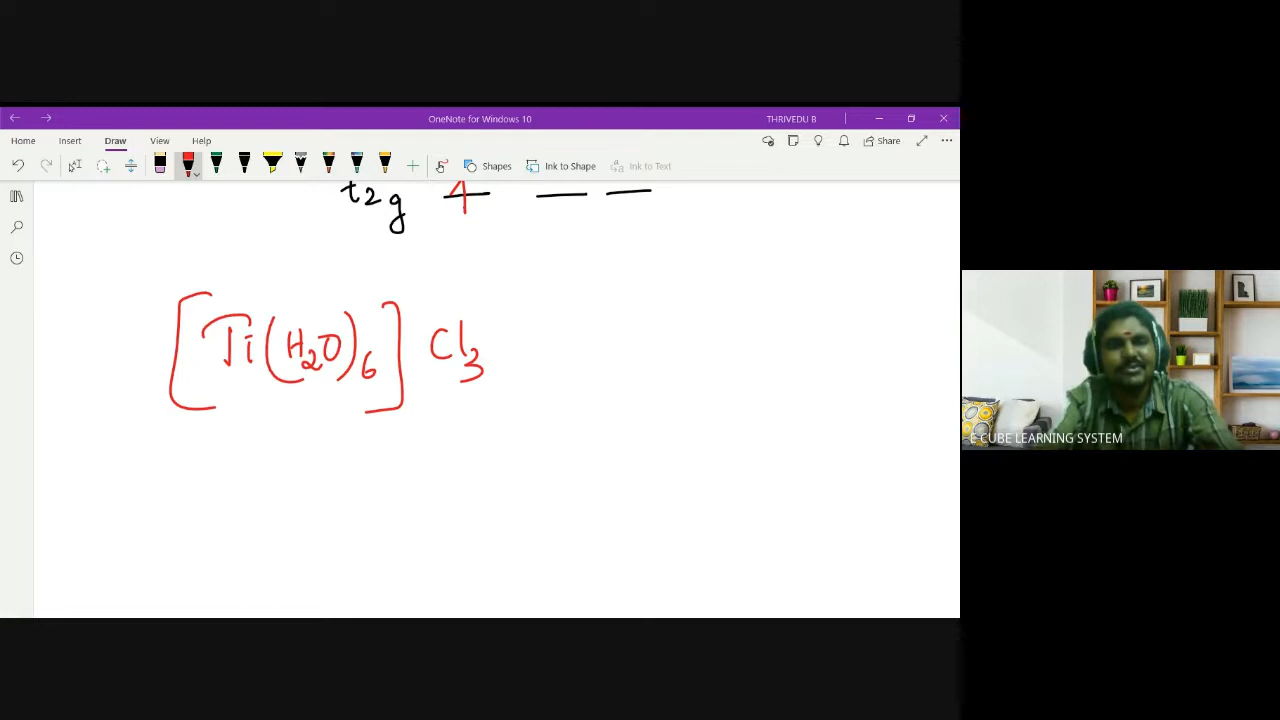 OneNote for Windows 10
THRIVEDU B
Home Insert Draw View Help
Share
Shapes Ink to Shape Ink to Text
t2g
[Ti(H2O)6] Cl3
E CUBE LEARNING SYSTEM